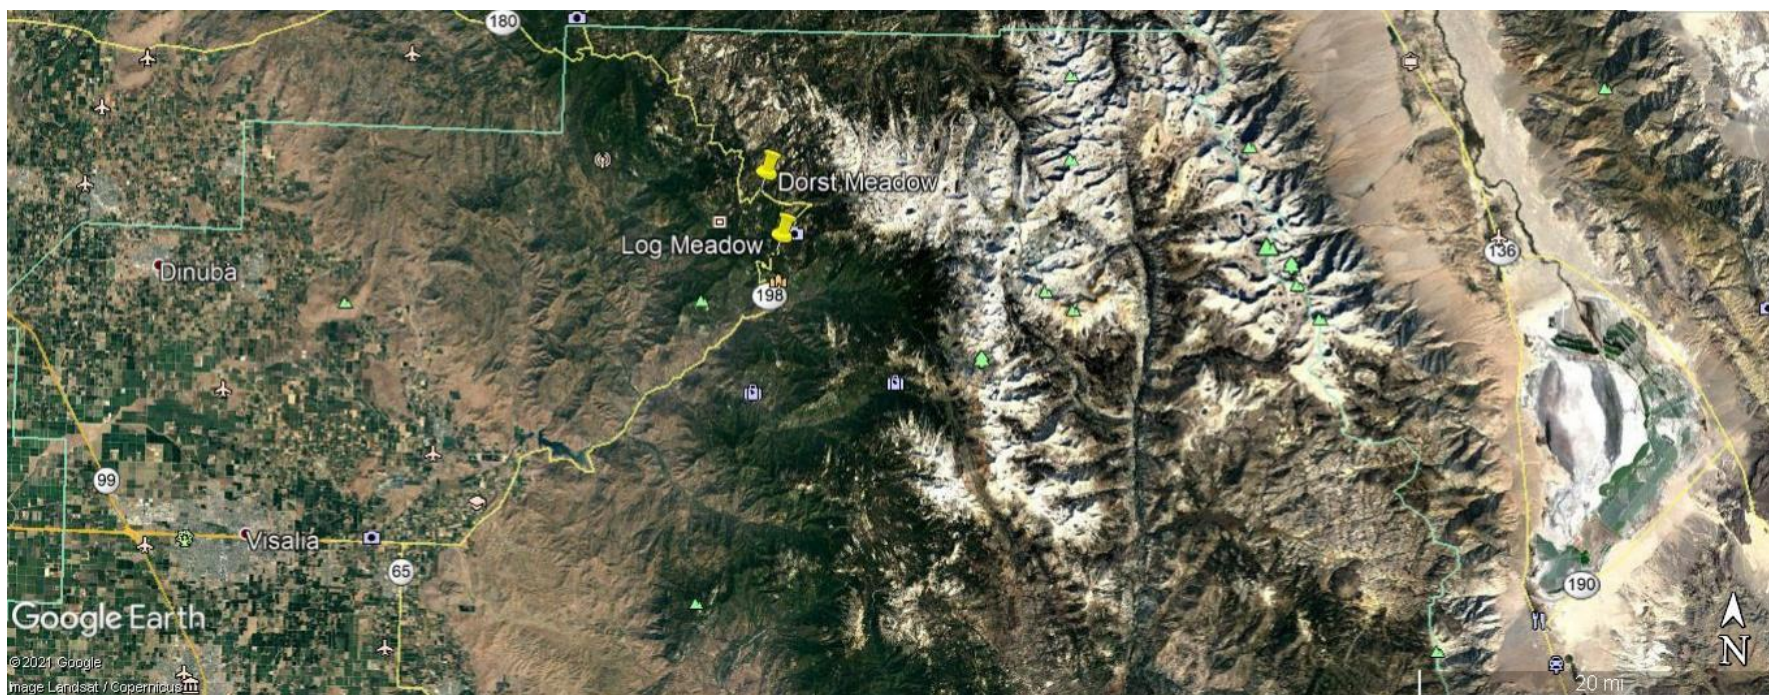 180
Dorst Meadow
Log Meadow
136
Dinuba
198
99
Visalia
65
190
Google Earth
N
©2021 Google
Image Landsat / Copernicus
20 mi